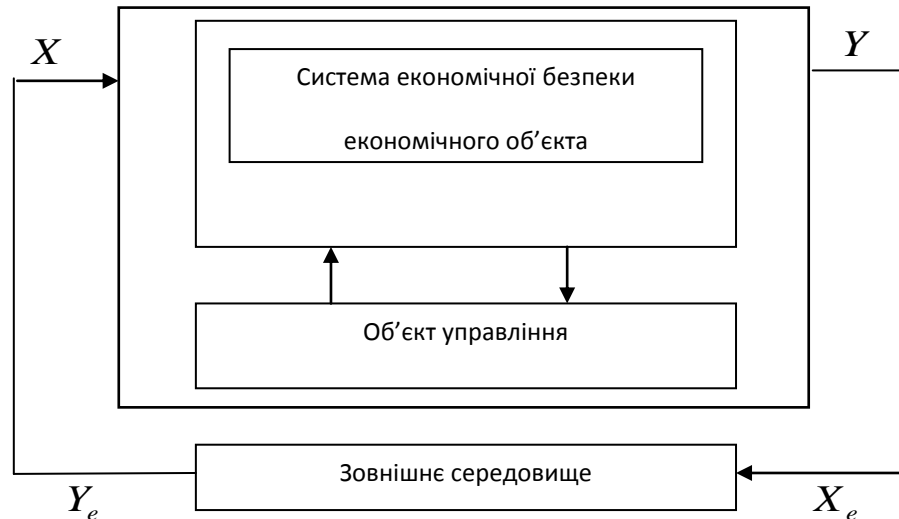 X
Y
Система економічної безпеки
економічного об’єкта
Об’єкт управління
Зовнішнє середовище
Yₑ
Xₑ